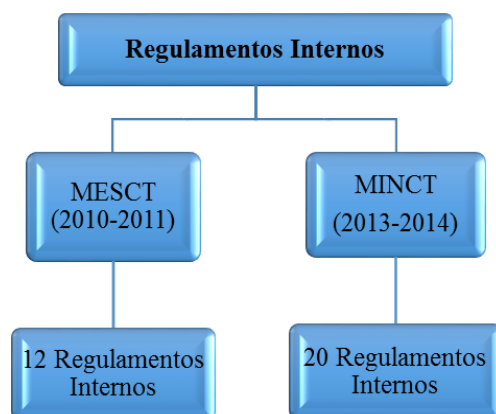 Regulamentos Internos
MESCT
(2010-2011)
MINCT
(2013-2014)
12 Regulamentos
Internos
20 Regulamentos
Internos